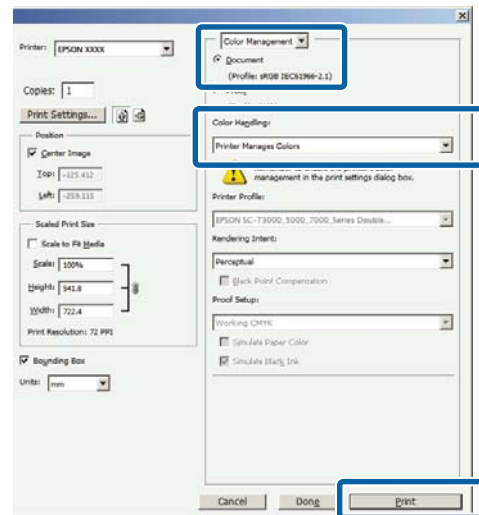 Printer: EPSON XXXX
Copies: 1
Print Settings...
Position
Center Image
Top: -125.412
Left: -259.115
Scaled Print Size
Scale to Fit Media
Scale: 100%
Height: 541.8
Width: 722.4
Print Resolution: 72 PPI
Bounding Box
Units: mm
Color Management
Document
(Profile: sRGB IEC61966-2.1)
Color Handling:
Printer Manages Colors
management in the print settings dialog box.
Printer Profile:
EPSON SC-T3000_5000_7000_Series Double...
Rendering Intent:
Perceptual
Black Point Compensation
Proof Setup:
Working CMYK
Simulate Paper Color
Simulate Black Ink
Cancel
Done
Print